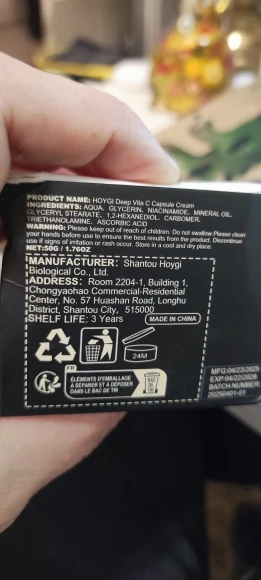 PRODUCT NAME: HOYGI Deep Vita C Capsule Cream
INGREDIENTS: AQUA, GLYCERIN, NIACINAMIDE, MINERAL OIL,
GLYCERYL STEARATE, 1,2-HEXANEDIOL, CARBOMER,
TRIETHANOLAMINE, ASCORBIC ACID
WARNING: Please keep out of reach of children. Do not swallow.Please clean
your hands before use to ensure the best results from the product. Discontinue
use if signs of irritation or rash occur. Store in a cool and dry place.
NET:50G / 1.76OZ
MANUFACTURER: Shantou Hoygi
Biological Co., Ltd.
ADDRESS: Room 2204-1, Building 1,
Chongyaohao Commercial-Residential
Center, No. 57 Huashan Road, Longhu
District, Shantou City, 515000
SHELF LIFE: 3 Years
MADE IN CHINA
24M
FR
ÉLÉMENTS D'EMBALLAGE
À SÉPARER ET À DÉPOSER
DANS LE BAC DE TRI
BAC
DE
TRI
MFG:04/23/2025
EXP:04/22/2028
BATCH NUMBER:
20250401-01